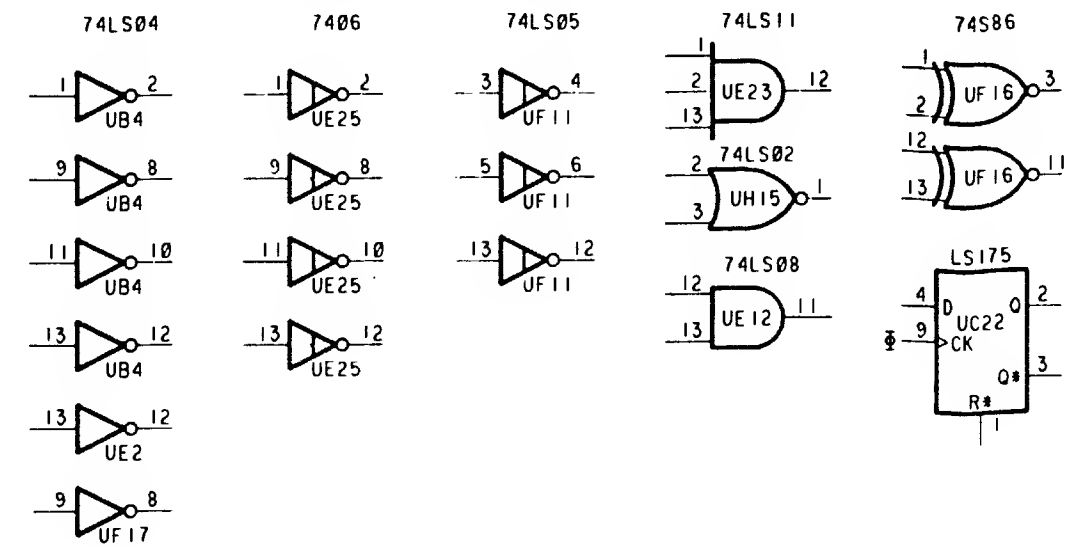 74LS04
1 2
UB4
9 8
UB4
11 10
UB4
13 12
UB4
13 12
UE2
9 8
UF17
7406
1 2
UE25
9 8
UE25
11 10
UE25
13 12
UE25
74LS05
3 4
UF11
5 6
UF11
13 12
UF11
74LS11
1
2 UE23 12
13
74LS02
2
UH15 1
3
74LS08
12
UE12 11
13
74S86
1
UF16 3
2
12
UF16 11
13
LS175
4 D Q 2
UC22
Φ 9 CK
Q* 3
R*
1